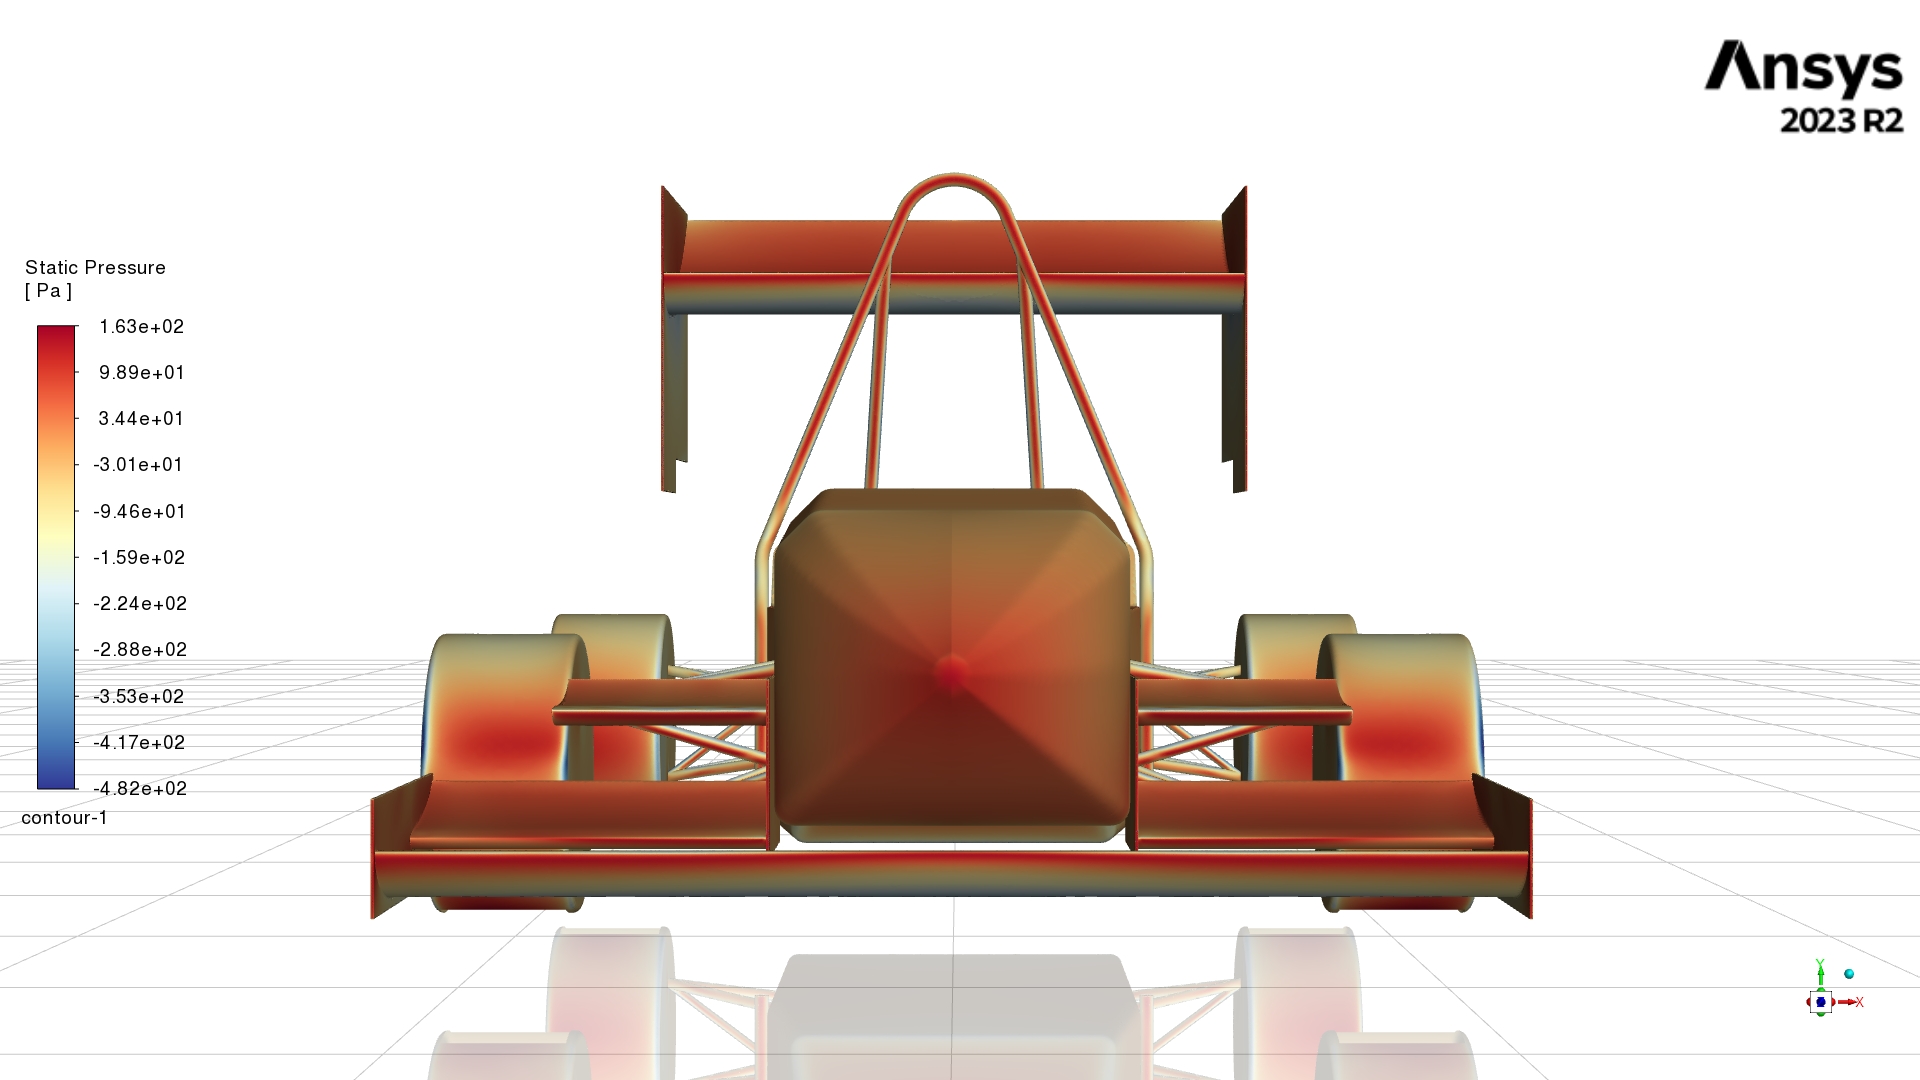 Ansys
2023 R2
Static Pressure
[ Pa ]
1.63e+02
9.89e+01
3.44e+01
-3.01e+01
-9.46e+01
-1.59e+02
-2.24e+02
-2.88e+02
-3.53e+02
-4.17e+02
-4.82e+02
contour-1
Y
X